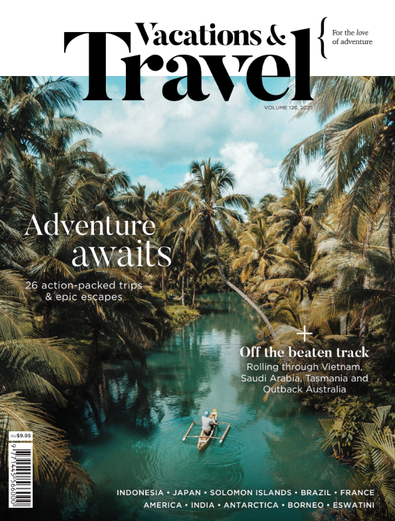 Vacations &
Travel
For the love
of adventure
VOLUME 126, 2025
Adventure
awaits
26 action-packed trips
& epic escapes
+
Off the beaten track
Rolling through Vietnam,
Saudi Arabia, Tasmania and
Outback Australia
$9.95
INDONESIA • JAPAN • SOLOMON ISLANDS • BRAZIL • FRANCE
AMERICA • INDIA • ANTARCTICA • BORNEO • ESWATINI